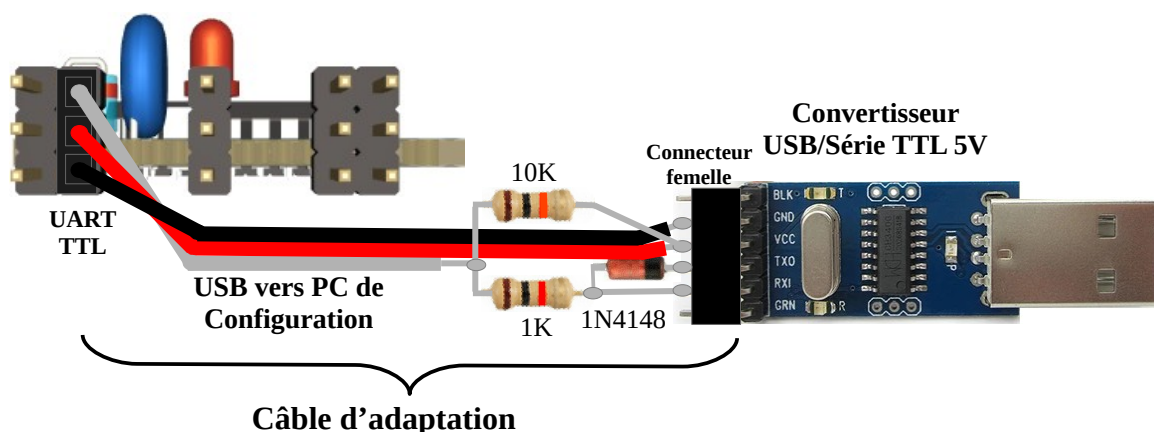 Convertisseur
USB/Série TTL 5V
Connecteur
femelle
10K
BLK
T
GND
VCC
TXO
RXI
GRN
R
P
UART
TTL
USB vers PC de
Configuration
1K
1N4148
Câble d’adaptation